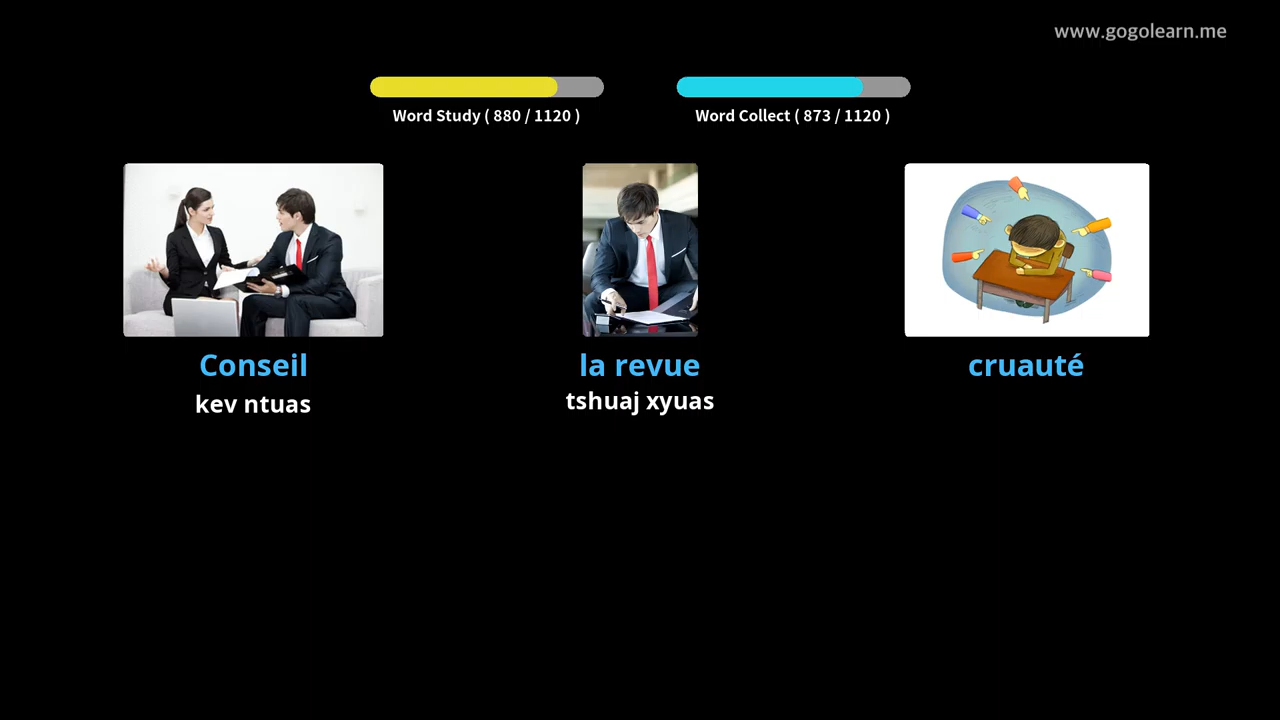 www.gogolearn.me
Word Study ( 880 / 1120 )
Word Collect ( 873 / 1120 )
Conseil
la revue
cruauté
kev ntuas
tshuaj xyuas